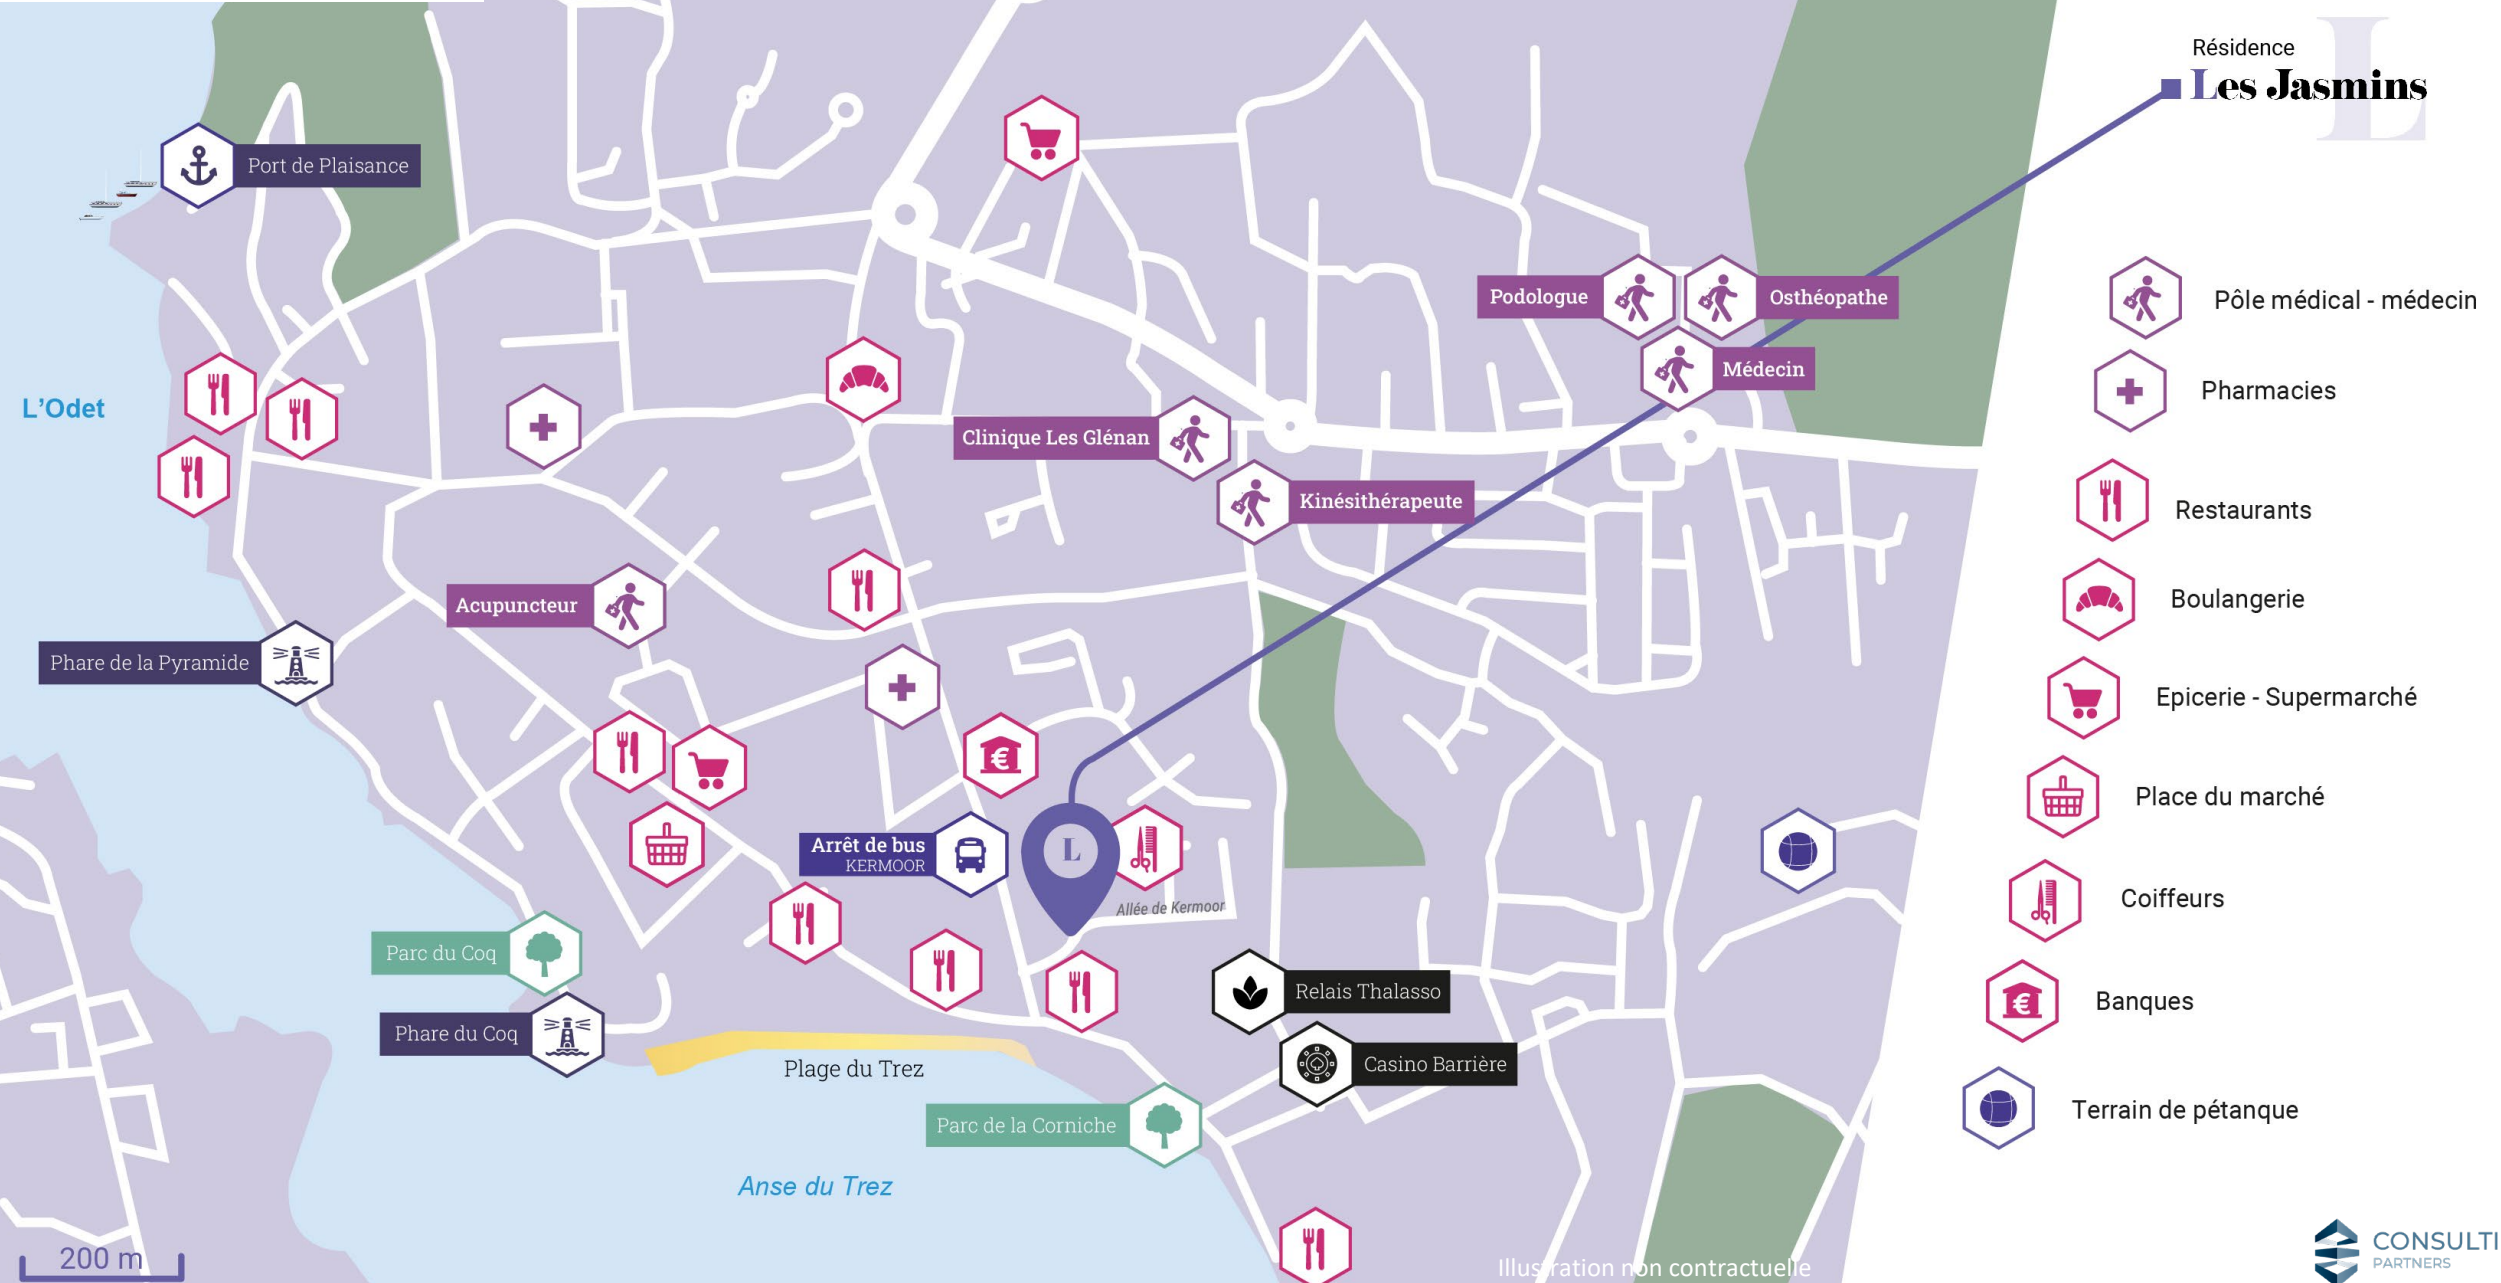 Résidence
Les Jasmins
Port de Plaisance
L'Odet
Podologue
Osthéopathe
Médecin
Clinique Les Glénan
Kinésithérapeute
Acupuncteur
Phare de la Pyramide
Arrêt de bus
KERMOOR
L
Allée de Kermoor
Parc du Coq
Relais Thalasso
Phare du Coq
Casino Barrière
Plage du Trez
Parc de la Corniche
Anse du Trez
200 m
Illustration non contractuelle
Pôle médical - médecin
Pharmacies
Restaurants
Boulangerie
Epicerie - Supermarché
Place du marché
Coiffeurs
Banques
Terrain de pétanque
CONSULTI
PARTNERS